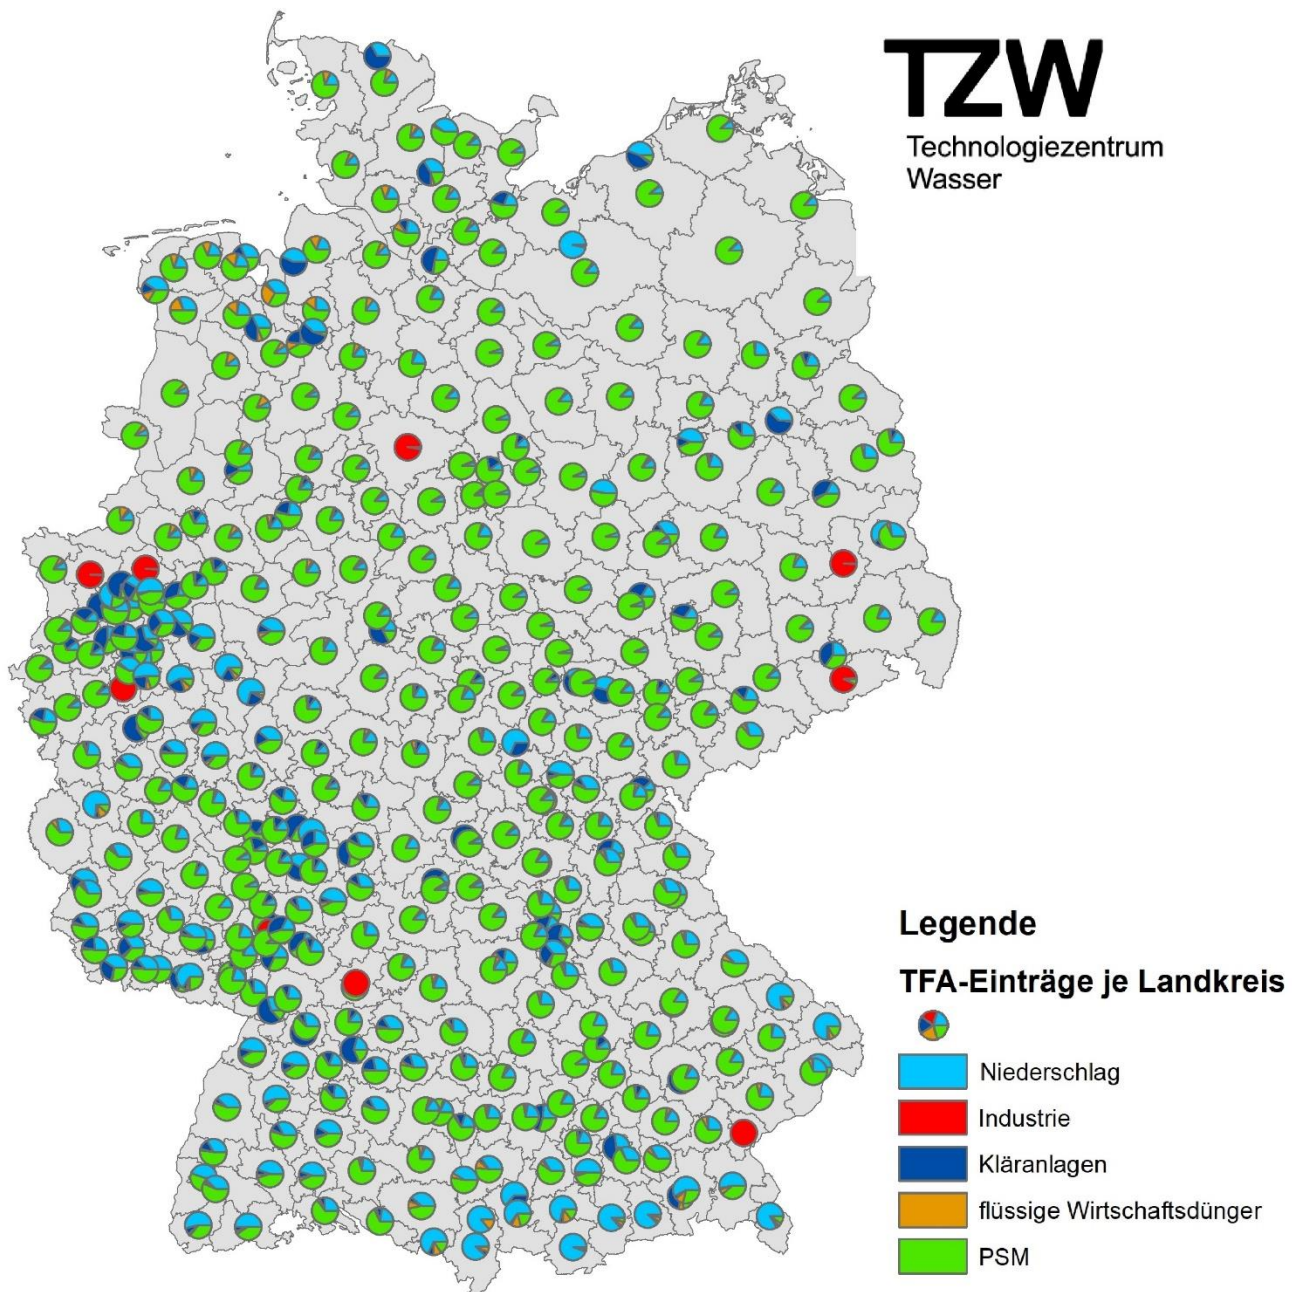 TZW
Technologiezentrum
Wasser
Legende
TFA-Einträge je Landkreis
Niederschlag
Industrie
Kläranlagen
flüssige Wirtschaftsdünger
PSM